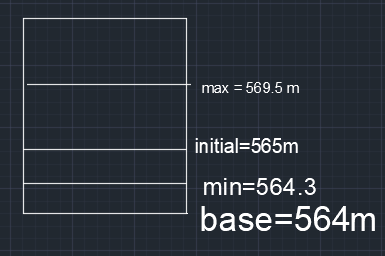 max = 569.5 m
initial=565m
min=564.3
base=564m